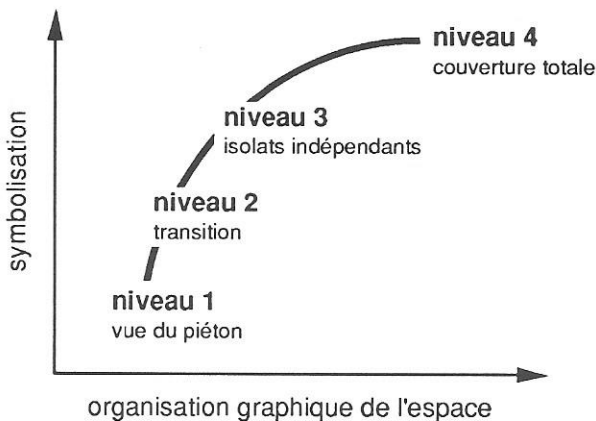 niveau 4
couverture totale
niveau 3
isolats indépendants
niveau 2
transition
niveau 1
vue du piéton
symbolisation
organisation graphique de l'espace